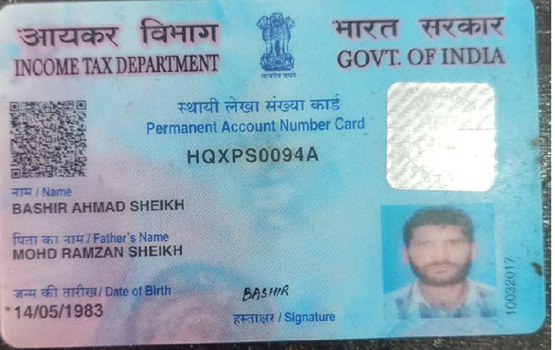 आयकर विभाग
INCOME TAX DEPARTMENT
सत्यमेव जयते
भारत सरकार
GOVT. OF INDIA
स्थायी लेखा संख्या कार्ड
Permanent Account Number Card
HQXPS0094A
नाम / Name
BASHIR AHMAD SHEIKH
पिता का नाम / Father's Name
MOHD RAMZAN SHEIKH
जन्म की तारीख / Date of Birth
14/05/1983
BASHIR
हस्ताक्षर / Signature
10032017